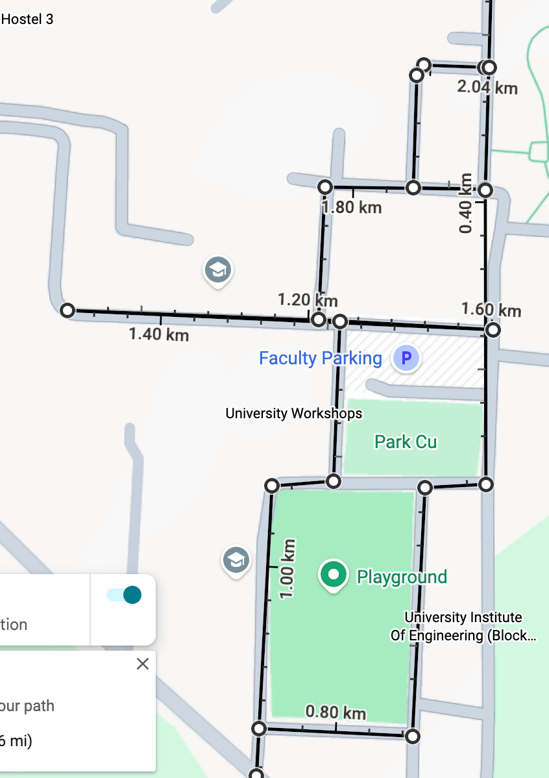 Hostel 3
2.04 km
0.40 km
1.80 km
1.20 km
1.60 km
1.40 km
Faculty Parking
P
University Workshops
Park Cu
1.00 km
Playground
tion
University Institute
Of Engineering (Block...
our path
0.80 km
6 mi)